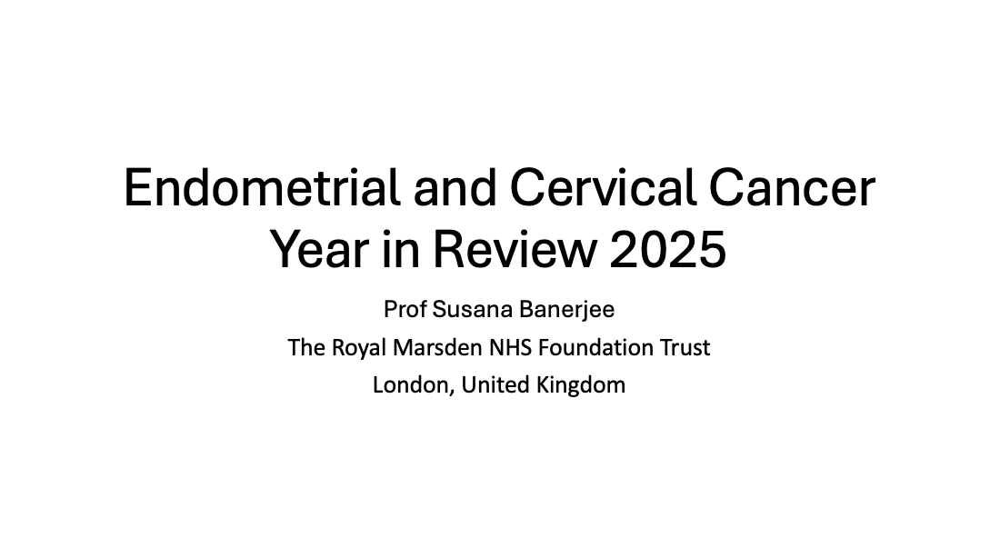 Endometrial and Cervical Cancer
Year in Review 2025
Prof Susana Banerjee
The Royal Marsden NHS Foundation Trust
London, United Kingdom